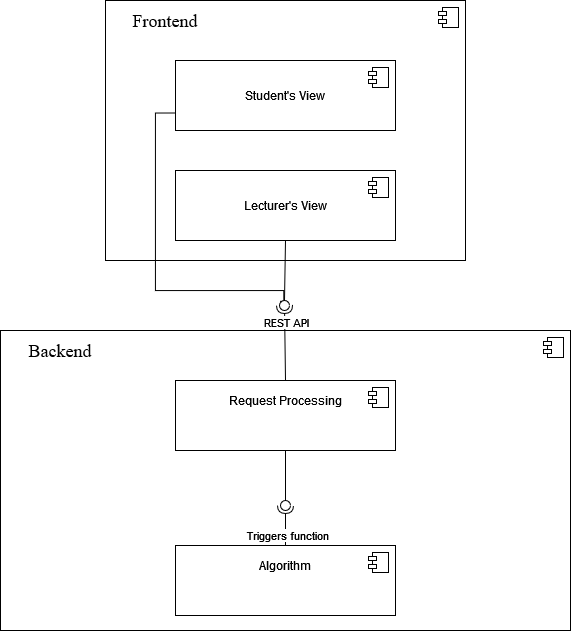 Frontend
Student's View
Lecturer's View
REST API
Backend
Request Processing
Triggers function
Algorithm